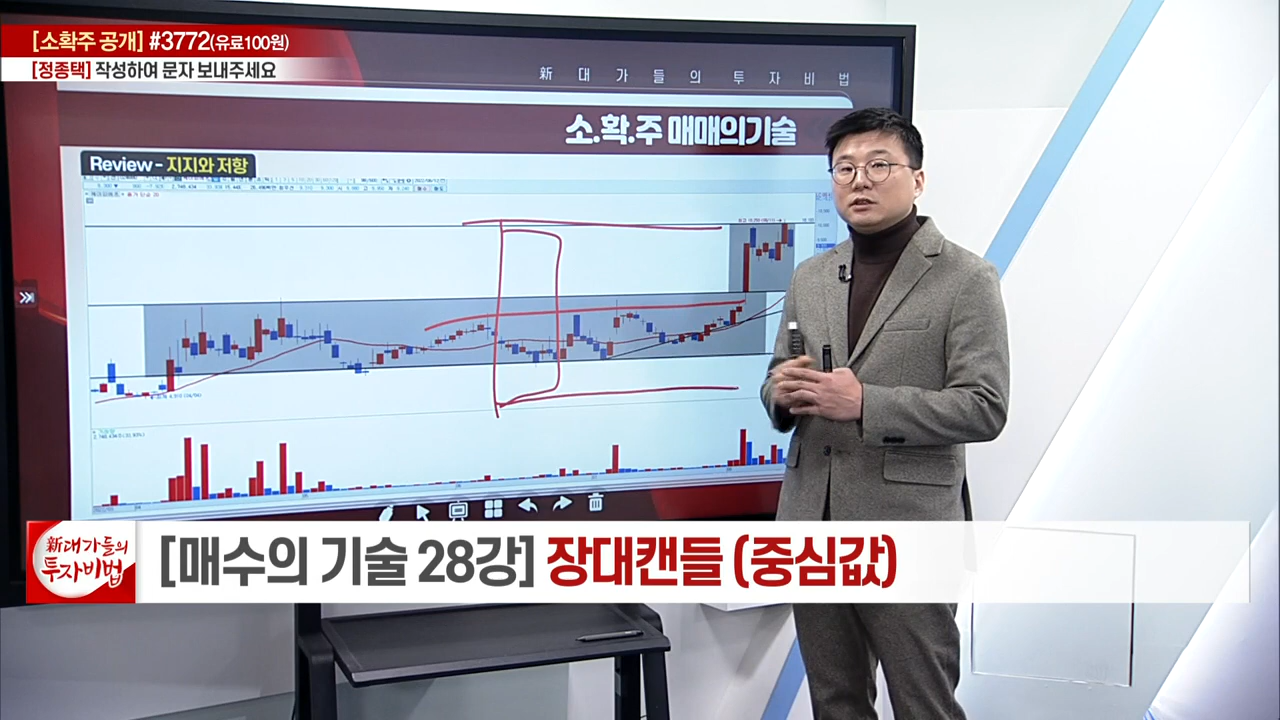 [소확주 공개] #3772(유료100원)
[정종택] 작성하여 문자 보내주세요
新 대 가 들 의 투 자 비 법
소.확.주 매매의기술
Review - 지지와 저항
新대가들의
투자비법
[매수의 기술 28강] 장대캔들 (중심값)